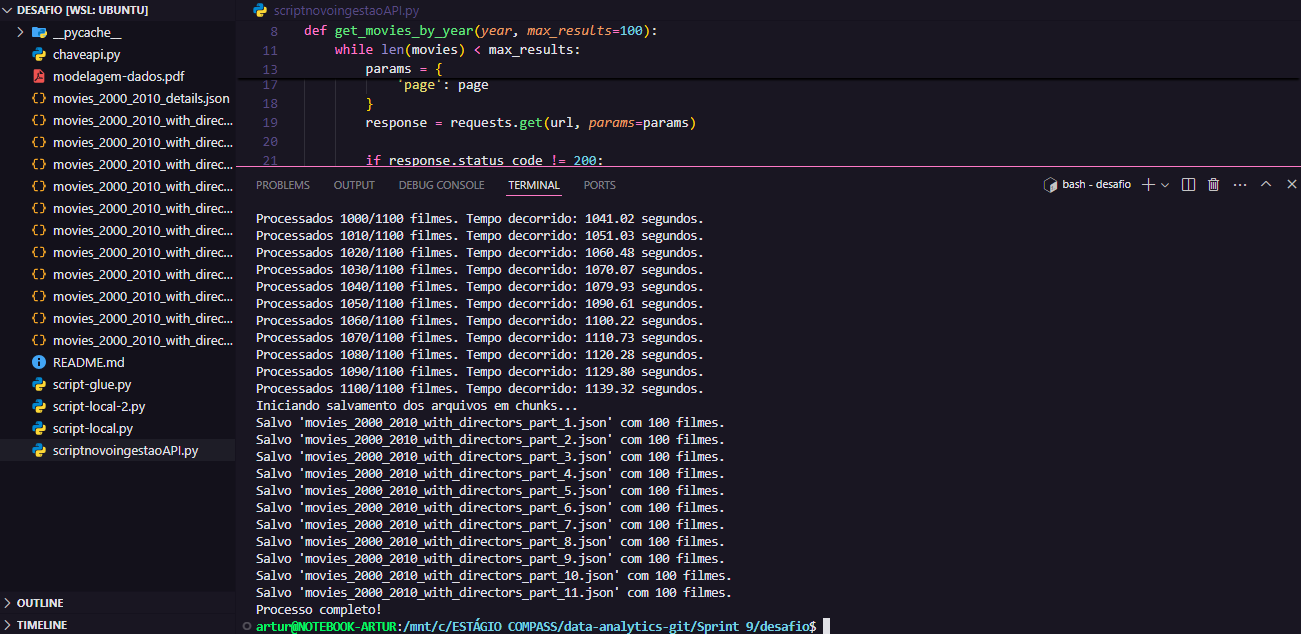 DESAFIO [WSL: UBUNTU]
__pycache__
chaveapi.py
modelagem-dados.pdf
movies_2000_2010_details.json
movies_2000_2010_with_direc...
movies_2000_2010_with_direc...
movies_2000_2010_with_direc...
movies_2000_2010_with_direc...
movies_2000_2010_with_direc...
movies_2000_2010_with_direc...
movies_2000_2010_with_direc...
movies_2000_2010_with_direc...
movies_2000_2010_with_direc...
movies_2000_2010_with_direc...
movies_2000_2010_with_direc...
README.md
script-glue.py
script-local-2.py
script-local.py
scriptnovoingestaoAPI.py
OUTLINE
TIMELINE
scriptnovoingestaoAPI.py
8 def get_movies_by_year(year, max_results=100):
11 while len(movies) < max_results:
13 params = {
17 'page': page
18 }
19 response = requests.get(url, params=params)
20
21 if response.status_code != 200:
PROBLEMS OUTPUT DEBUG CONSOLE TERMINAL PORTS
bash - desafio
Processados 1000/1100 filmes. Tempo decorrido: 1041.02 segundos.
Processados 1010/1100 filmes. Tempo decorrido: 1051.03 segundos.
Processados 1020/1100 filmes. Tempo decorrido: 1060.48 segundos.
Processados 1030/1100 filmes. Tempo decorrido: 1070.07 segundos.
Processados 1040/1100 filmes. Tempo decorrido: 1079.93 segundos.
Processados 1050/1100 filmes. Tempo decorrido: 1090.61 segundos.
Processados 1060/1100 filmes. Tempo decorrido: 1100.22 segundos.
Processados 1070/1100 filmes. Tempo decorrido: 1110.73 segundos.
Processados 1080/1100 filmes. Tempo decorrido: 1120.28 segundos.
Processados 1090/1100 filmes. Tempo decorrido: 1129.80 segundos.
Processados 1100/1100 filmes. Tempo decorrido: 1139.32 segundos.
Iniciando salvamento dos arquivos em chunks...
Salvo 'movies_2000_2010_with_directors_part_1.json' com 100 filmes.
Salvo 'movies_2000_2010_with_directors_part_2.json' com 100 filmes.
Salvo 'movies_2000_2010_with_directors_part_3.json' com 100 filmes.
Salvo 'movies_2000_2010_with_directors_part_4.json' com 100 filmes.
Salvo 'movies_2000_2010_with_directors_part_5.json' com 100 filmes.
Salvo 'movies_2000_2010_with_directors_part_6.json' com 100 filmes.
Salvo 'movies_2000_2010_with_directors_part_7.json' com 100 filmes.
Salvo 'movies_2000_2010_with_directors_part_8.json' com 100 filmes.
Salvo 'movies_2000_2010_with_directors_part_9.json' com 100 filmes.
Salvo 'movies_2000_2010_with_directors_part_10.json' com 100 filmes.
Salvo 'movies_2000_2010_with_directors_part_11.json' com 100 filmes.
Processo completo!
artur@NOTEBOOK-ARTUR:/mnt/c/ESTÁGIO COMPASS/data-analytics-git/Sprint 9/desafio$